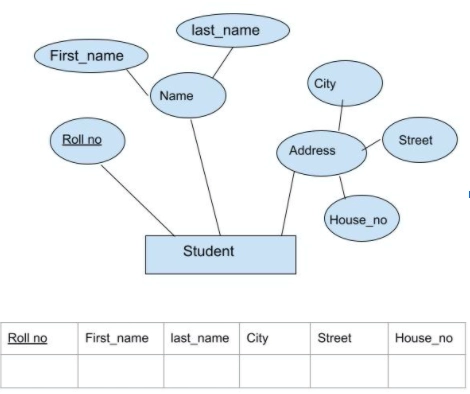 last_name
First_name
Name
City
Roll no
Street
Address
House_no
Student
Roll no First_name last_name City Street House_no